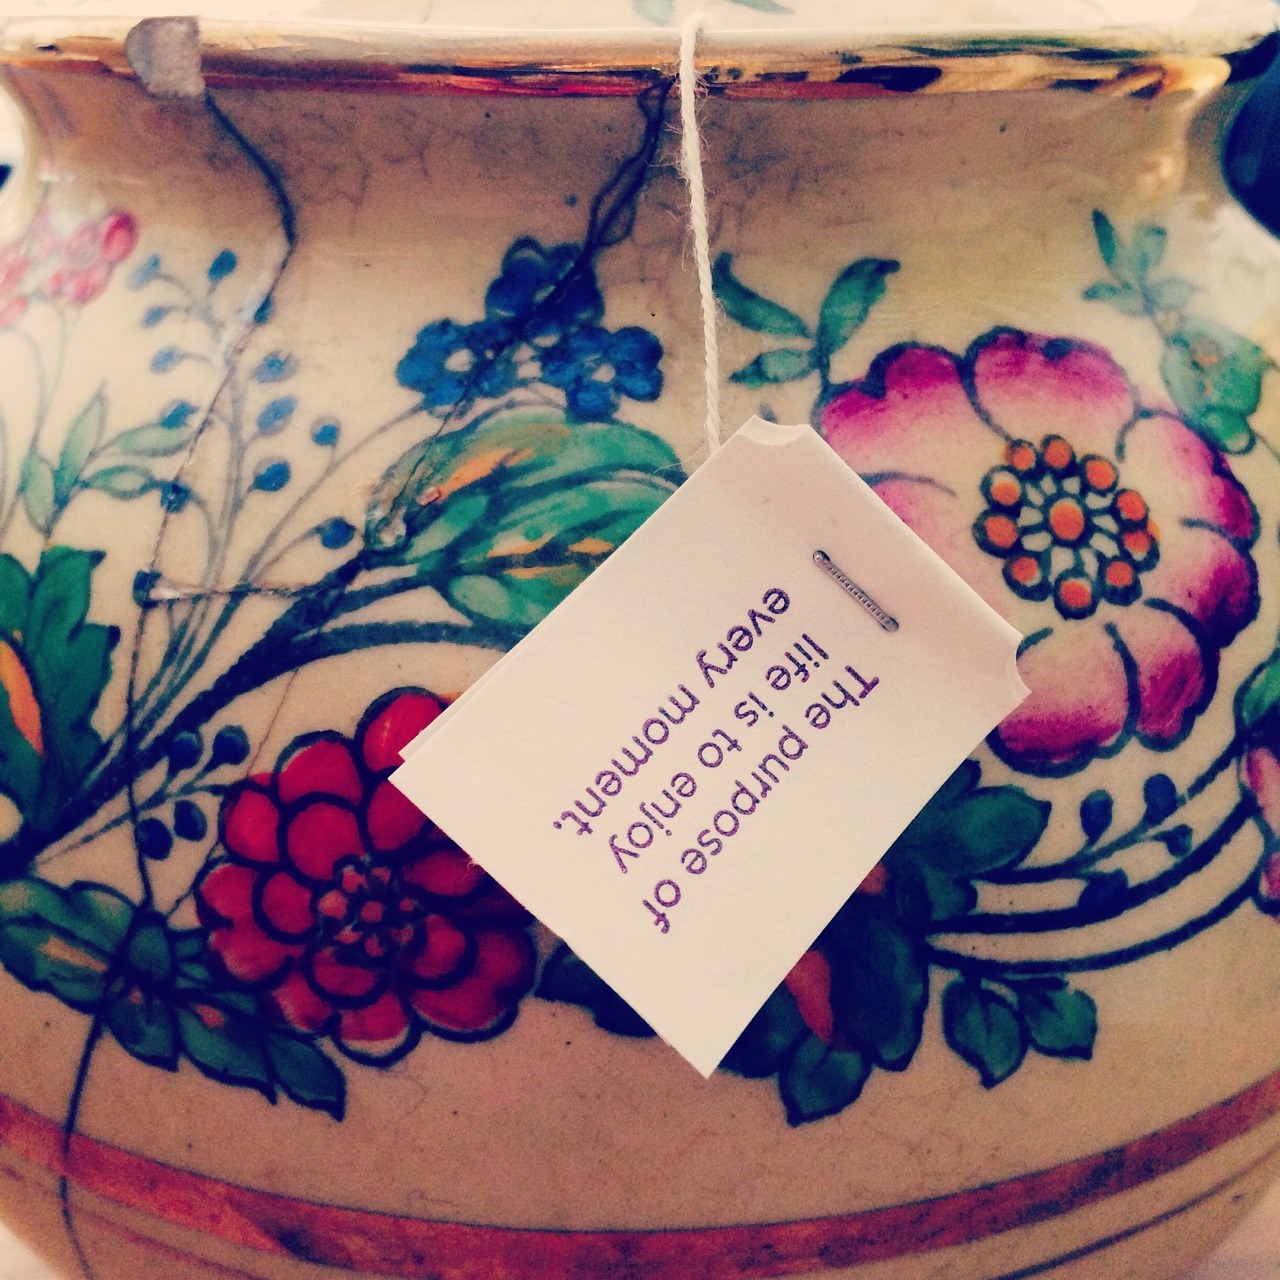 The purpose of
life is to enjoy
every moment.